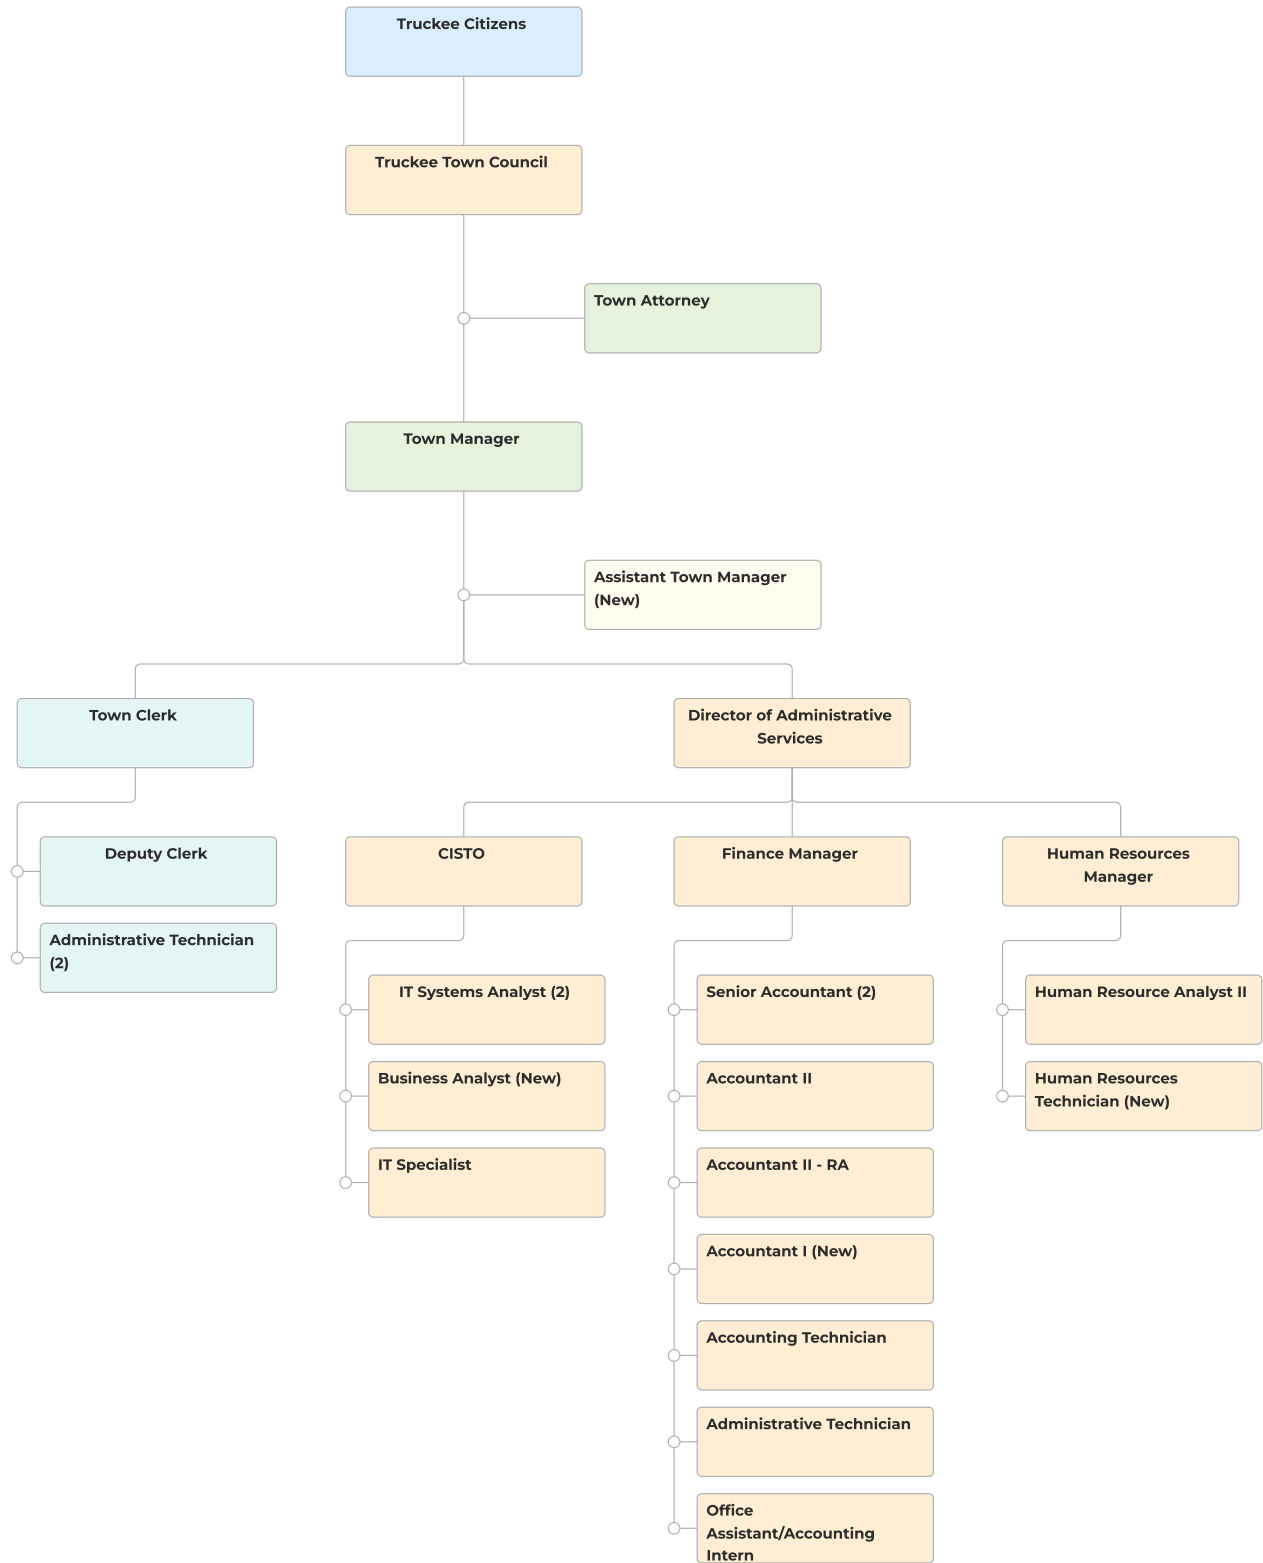 Truckee Citizens
Truckee Town Council
Town Attorney
Town Manager
Assistant Town Manager
(New)
Town Clerk
Director of Administrative
Services
Deputy Clerk
Administrative Technician
(2)
CISTO
IT Systems Analyst (2)
Business Analyst (New)
IT Specialist
Finance Manager
Senior Accountant (2)
Accountant II
Accountant II - RA
Accountant I (New)
Accounting Technician
Administrative Technician
Office
Assistant/Accounting
Intern
Human Resources
Manager
Human Resource Analyst II
Human Resources
Technician (New)